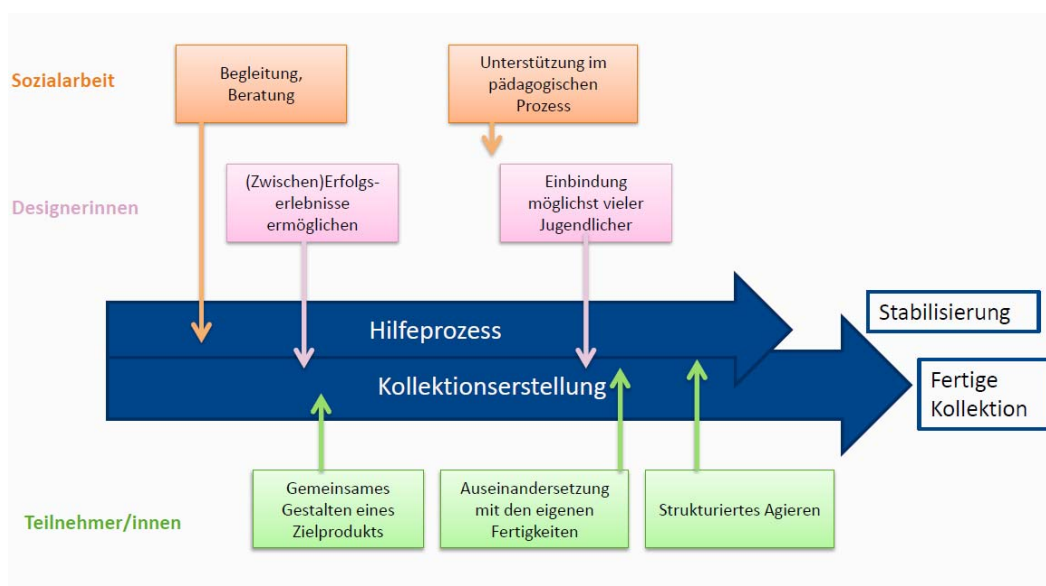 Sozialarbeit
Begleitung,
Beratung
Unterstützung im
pädagogischen
Prozess
Designerinnen
(Zwischen)Erfolgs-
erlebnisse
ermöglichen
Einbindung
möglichst vieler
Jugendlicher
Hilfeprozess
Stabilisierung
Kollektionserstellung
Fertige
Kollektion
Teilnehmer/innen
Gemeinsames
Gestalten eines
Zielprodukts
Auseinandersetzung
mit den eigenen
Fertigkeiten
Strukturiertes Agieren